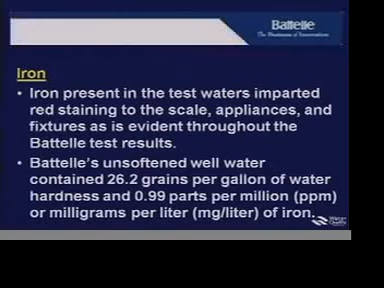 Battelle
The Business of Innovation
Iron
• Iron present in the test waters imparted
red staining to the scale, appliances, and
fixtures as is evident throughout the
Battelle test results.
• Battelle's unsoftened well water
contained 26.2 grains per gallon of water
hardness and 0.99 parts per million (ppm)
or milligrams per liter (mg/liter) of iron.
Water
Quality